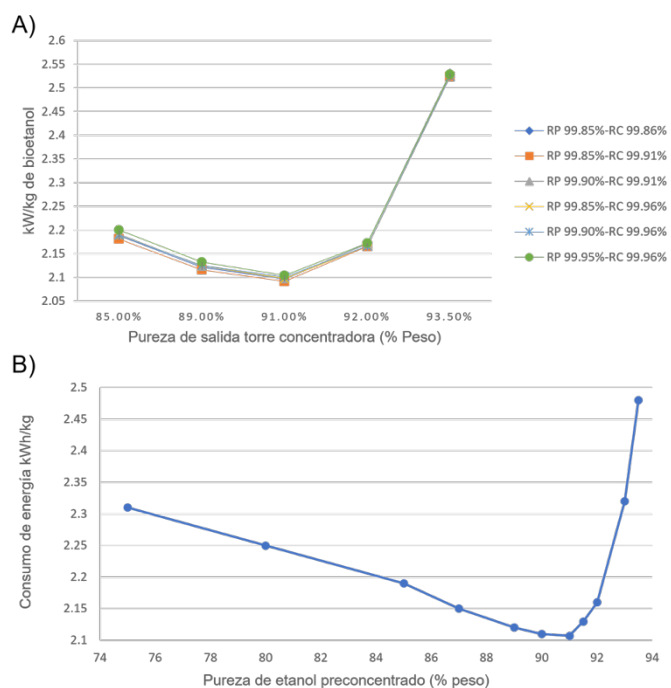 A)
2.6
2.55
2.5
2.45
2.4
2.35
2.3
2.25
2.2
2.15
2.1
2.05
kW/kg de bioetanol
85.00% 89.00% 91.00% 92.00% 93.50%
Pureza de salida torre concentradora (% Peso)
RP 99.85%-RC 99.86%
RP 99.85%-RC 99.91%
RP 99.90%-RC 99.91%
RP 99.85%-RC 99.96%
RP 99.90%-RC 99.96%
RP 99.95%-RC 99.96%
B)
2.5
2.45
2.4
2.35
2.3
2.25
2.2
2.15
2.1
Consumo de energía kWh/kg
74 76 78 80 82 84 86 88 90 92 94
Pureza de etanol preconcentrado (% peso)